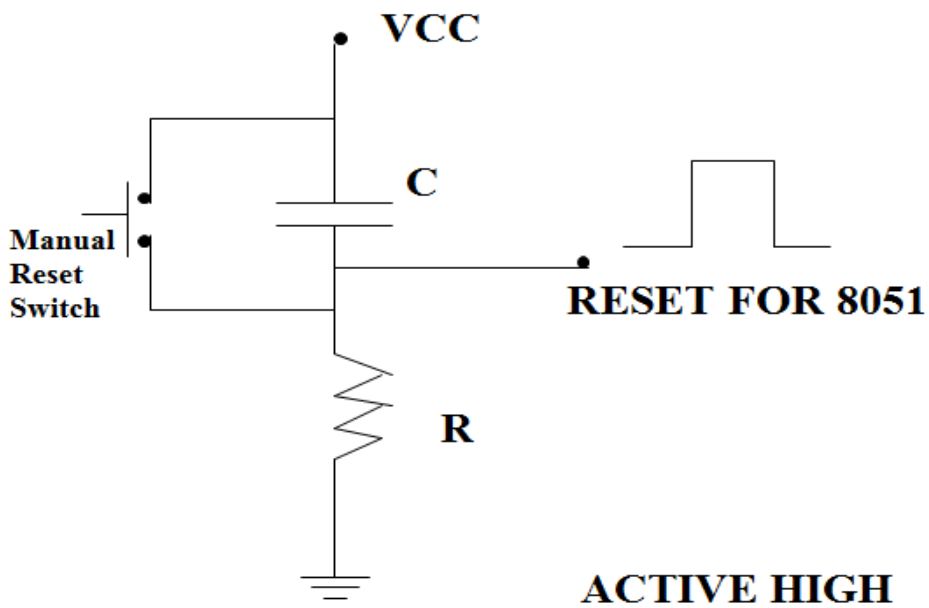 VCC
C
Manual
Reset
Switch
RESET FOR 8051
R
ACTIVE HIGH